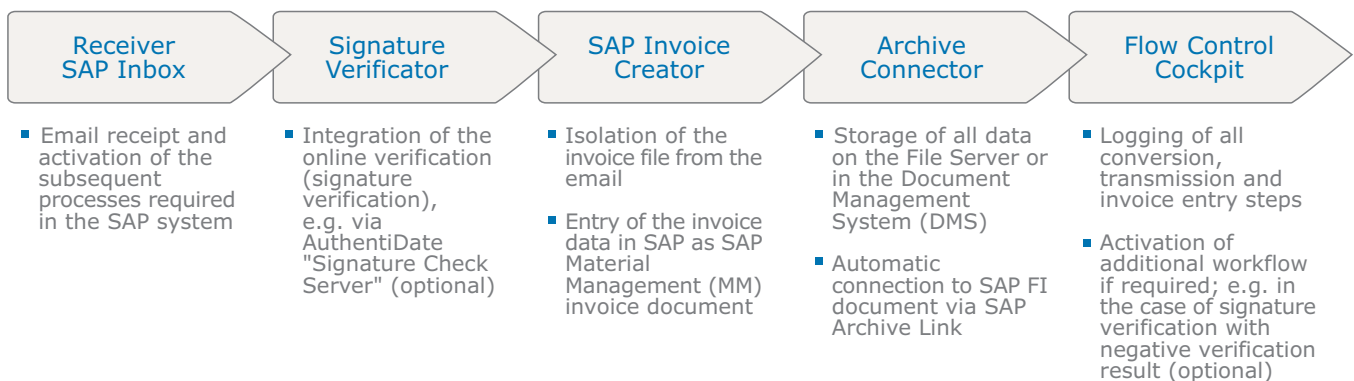 Receiver
SAP Inbox
Signature
Verificator
SAP Invoice
Creator
Archive
Connector
Flow Control
Cockpit
Email receipt and
activation of the
subsequent
processes required
in the SAP system
Integration of the
online verification
(signature
verification),
e.g. via
AuthentiDate
"Signature Check
Server" (optional)
Isolation of the
invoice file from the
email
Entry of the invoice
data in SAP as SAP
Material
Management (MM)
invoice document
Storage of all data
on the File Server or
in the Document
Management
System (DMS)
Automatic
connection to SAP FI
document via SAP
Archive Link
Logging of all
conversion,
transmission and
invoice entry steps
Activation of
additional workflow
if required; e.g. in
the case of signature
verification with
negative verification
result (optional)